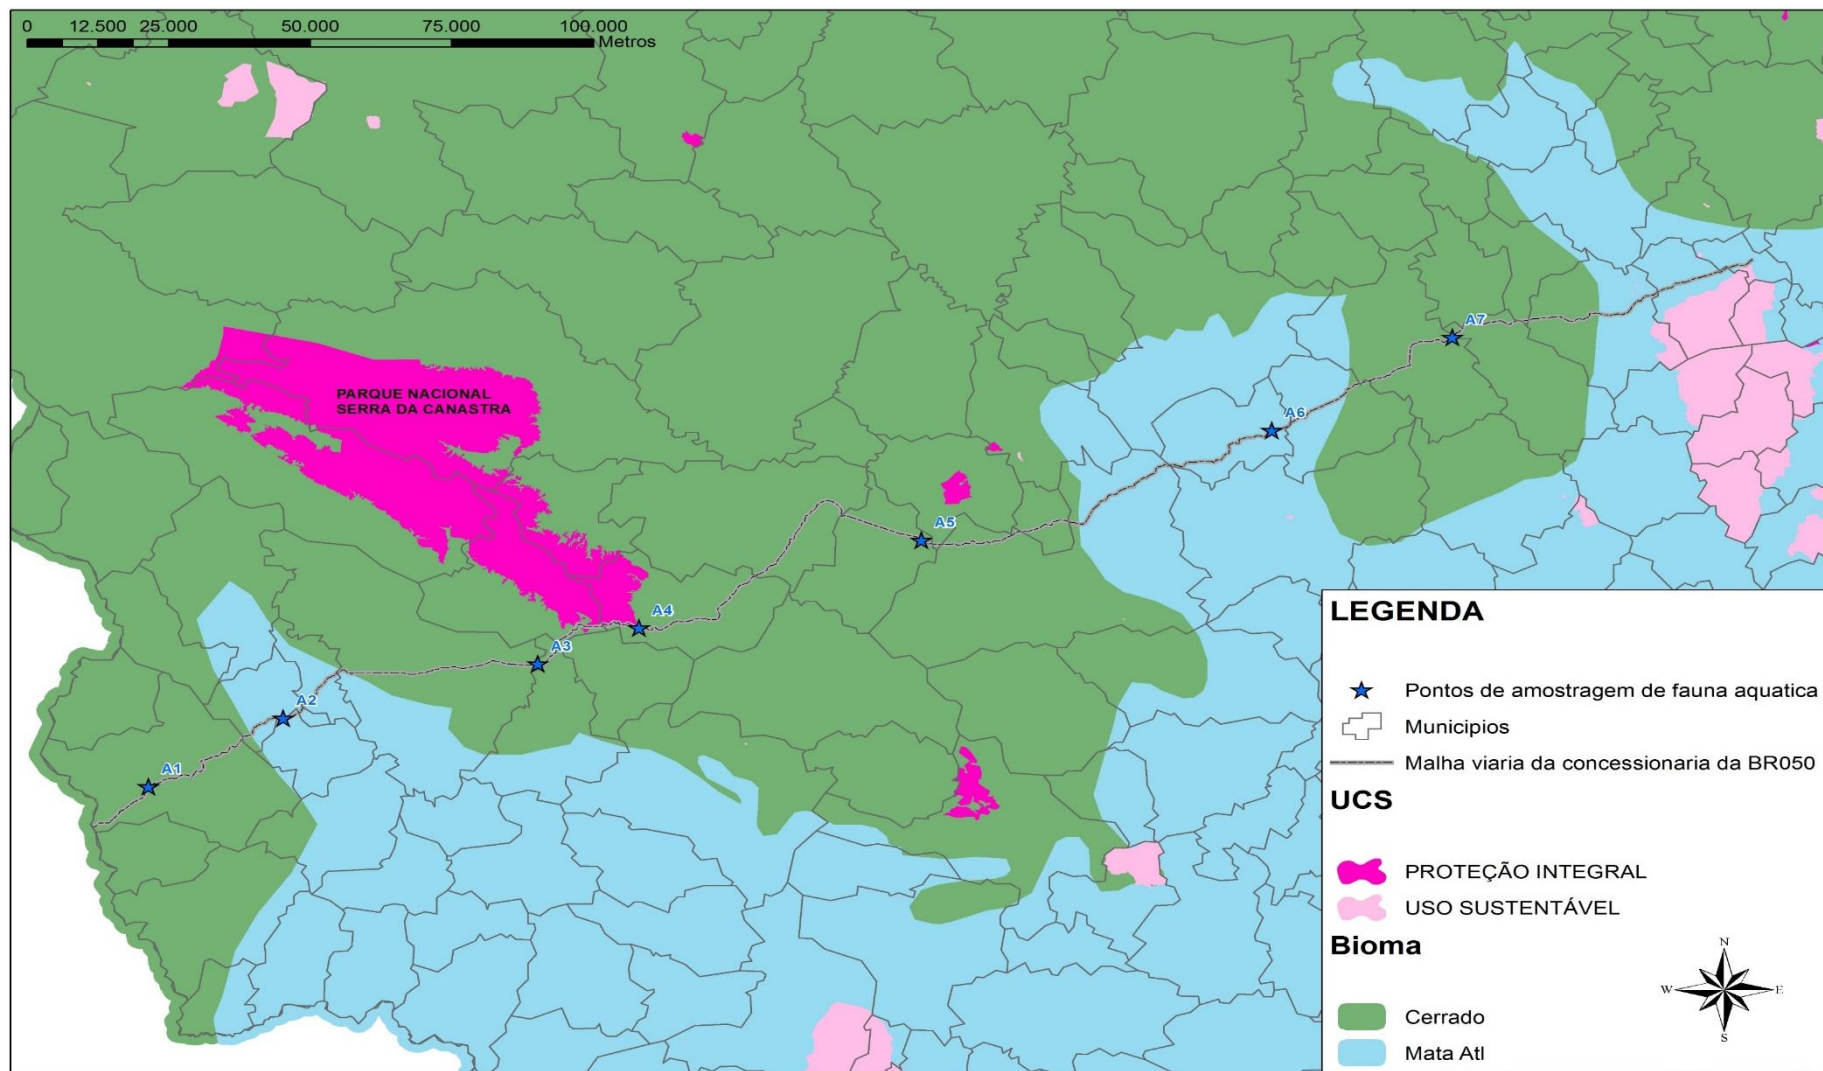 0 12.500 25.000 50.000 75.000 100.000
Metros
PARQUE NACIONAL
SERRA DA CANASTRA
A7
A6
A5
A4
A3
A2
A1
LEGENDA
Pontos de amostragem de fauna aquatica
Municipios
Malha viaria da concessionaria da BR050
UCS
PROTEÇÃO INTEGRAL
USO SUSTENTÁVEL
Bioma
Cerrado
Mata Atl
N
W E
S